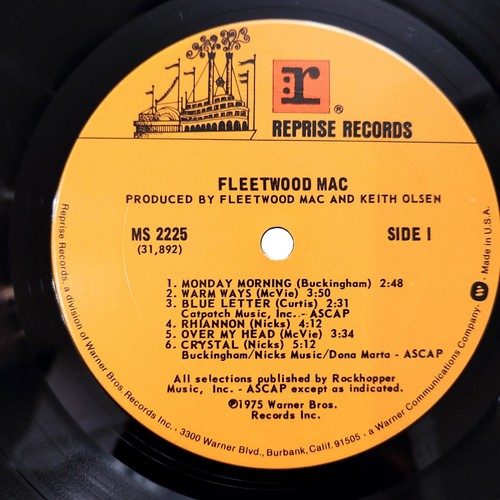 r
®
REPRISE RECORDS
FLEETWOOD MAC
PRODUCED BY FLEETWOOD MAC AND KEITH OLSEN
MS 2225
(31,892)
SIDE 1
1. MONDAY MORNING (Buckingham) 2:48
2. WARM WAYS (McVie) 3:50
3. BLUE LETTER (Curtis) 2:31
Catpatch Music, Inc. - ASCAP
4. RHIANNON (Nicks) 4:12
5. OVER MY HEAD (McVie) 3:34
6. CRYSTAL (Nicks) 5:12
Buckingham/Nicks Music/Dona Marta - ASCAP
All selections published by Rockhopper
Music, Inc. - ASCAP except as indicated.
℗1975 Warner Bros.
Records Inc.
Reprise Records, a division of Warner Bros. Records Inc. · 3300 Warner Blvd., Burbank, Calif. 91505 · a Warner Communications Company · W · Made in U.S.A.